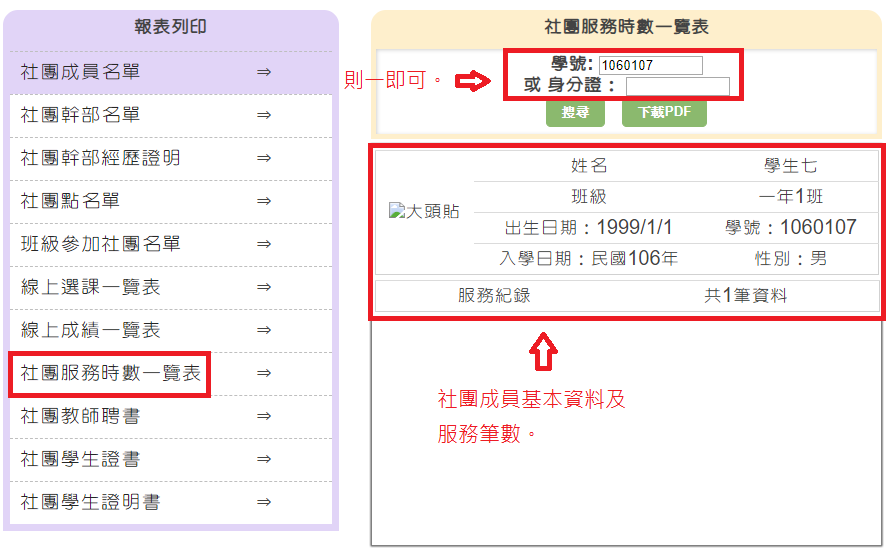 報表列印
社團成員名單 ⇒
社團幹部名單 ⇒
社團幹部經歷證明 ⇒
社團點名單 ⇒
班級參加社團名單 ⇒
線上選課一覽表 ⇒
線上成績一覽表 ⇒
社團服務時數一覽表 ⇒
社團教師聘書 ⇒
社團學生證書 ⇒
社團學生證明書 ⇒
社團服務時數一覽表
則一即可。
學號: 1060107
或 身分證：
搜尋 下載PDF
大頭貼
姓名 學生七
班級 一年1班
出生日期：1999/1/1 學號：1060107
入學日期：民國106年 性別：男
服務紀錄 共1筆資料
社團成員基本資料及
服務筆數。